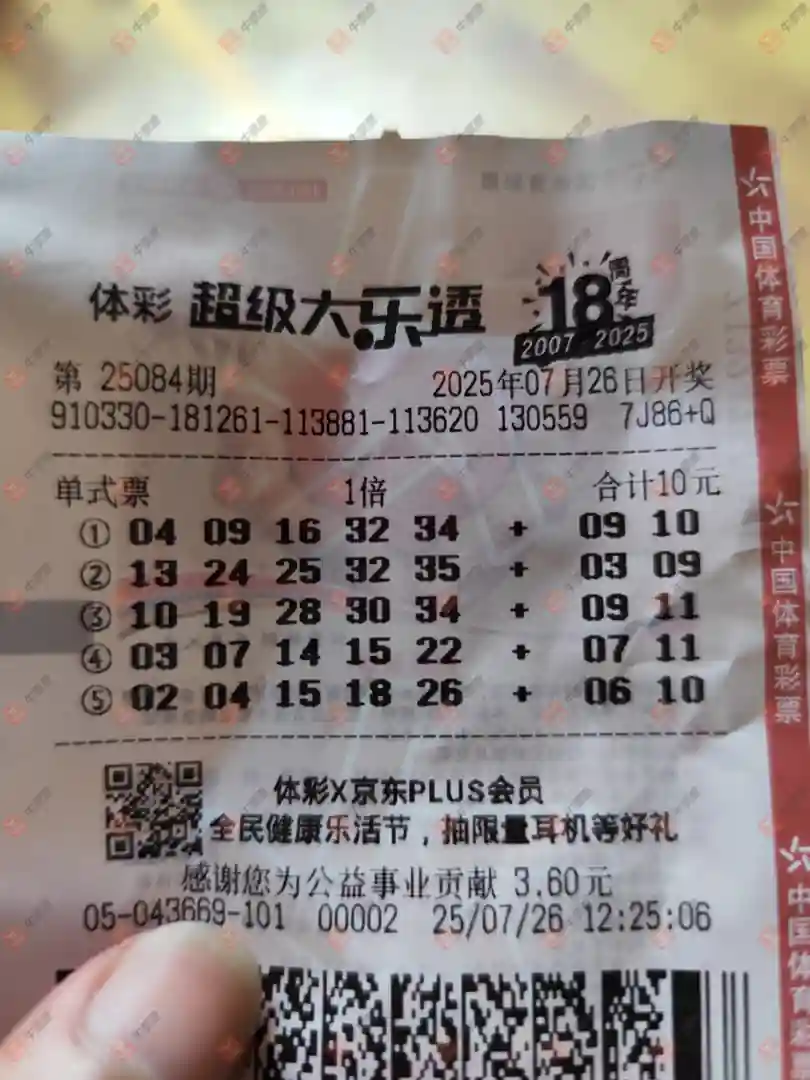 体彩 超级大乐透 18周年
2007-2025
第 25084期 2025年07月26日开奖
910330-181261-113881-113620 130559 7J86+Q
单式票 1倍 合计10元
① 04 09 16 32 34 + 09 10
② 13 24 25 32 35 + 03 09
③ 10 19 28 30 34 + 09 11
④ 03 07 14 15 22 + 07 11
⑤ 02 04 15 18 26 + 06 10
体彩X京东PLUS会员
全民健康乐活节，抽限量耳机等好礼
感谢您为公益事业贡献 3.60元
05-043669-101 00002 25/07/26 12:25:06
中国体育彩票
中国体育彩票
中国体育彩票